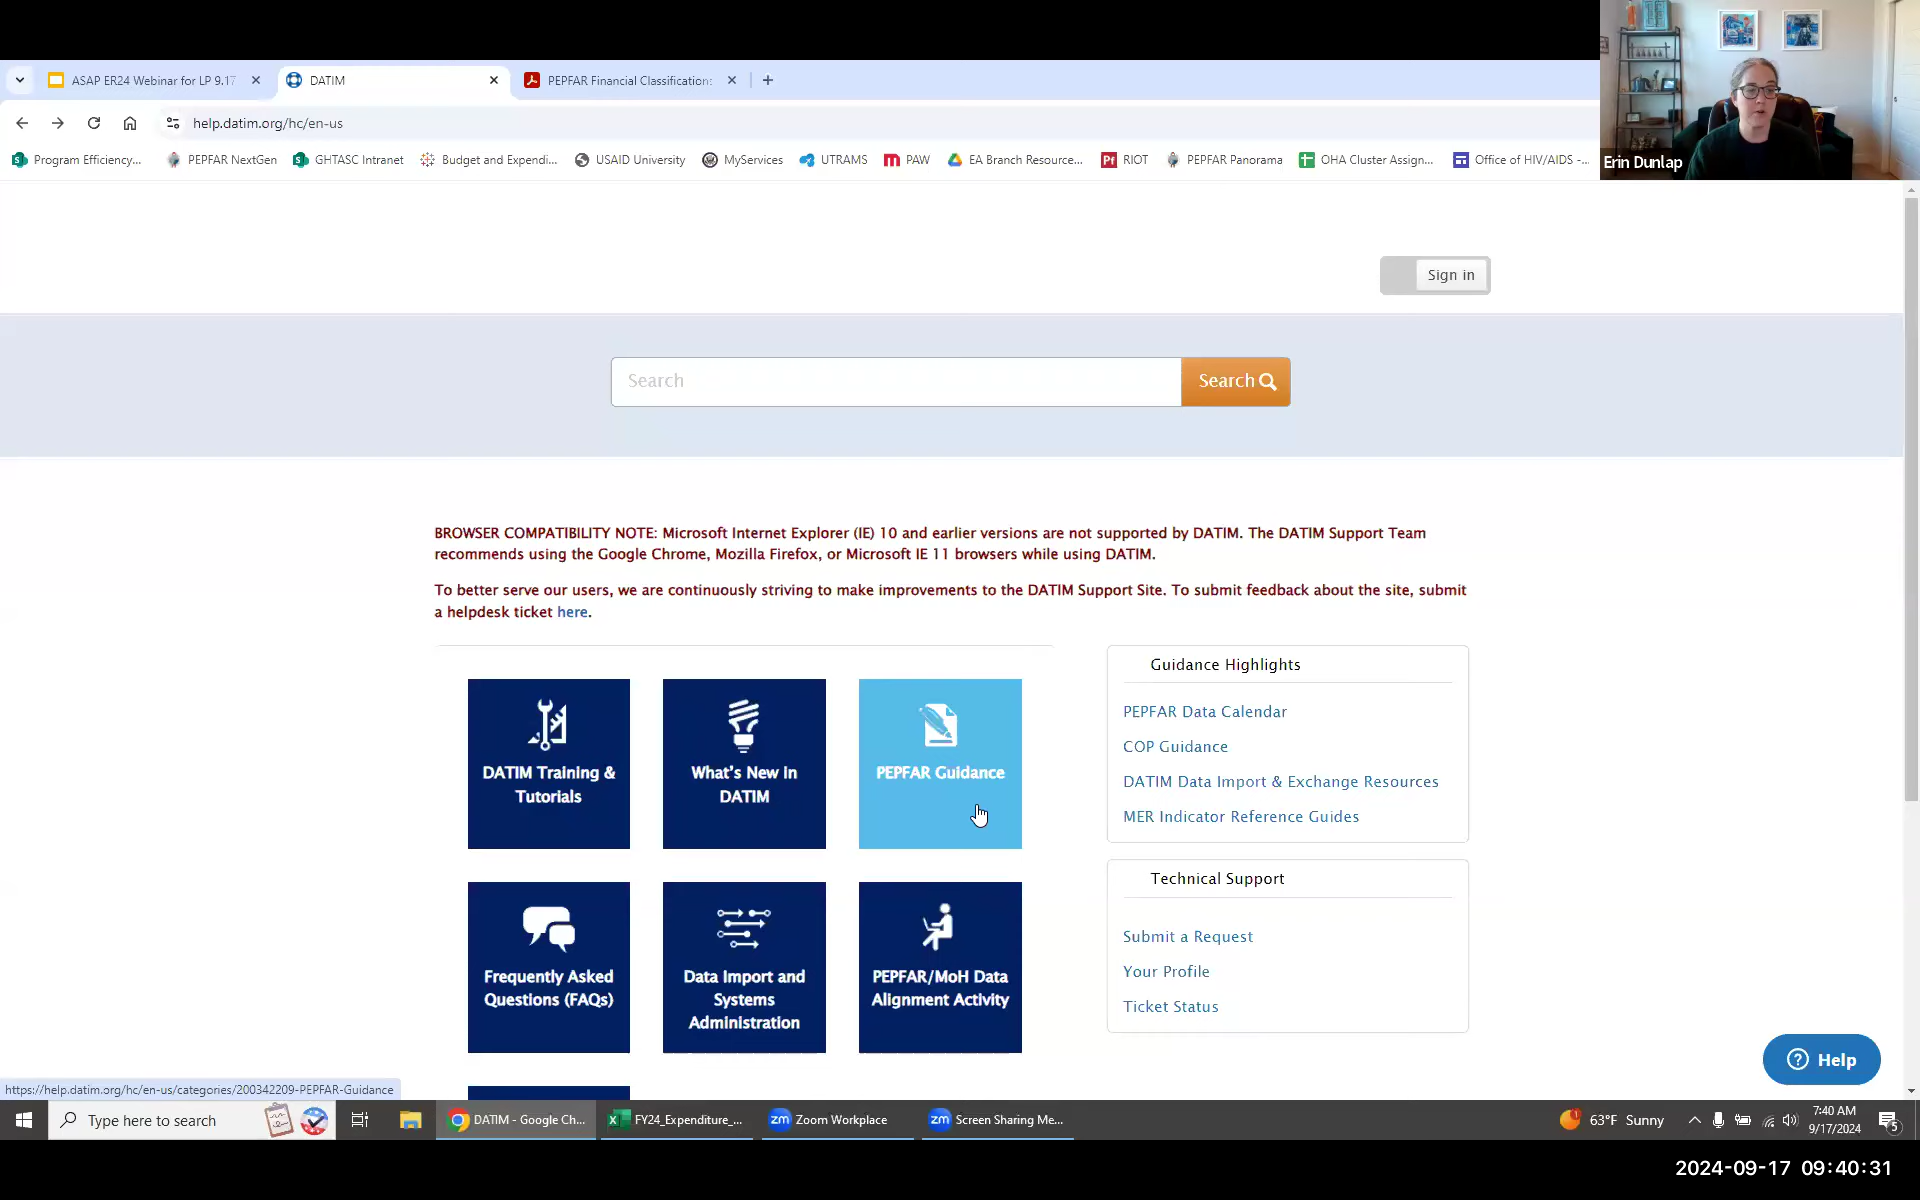 ASAP ER24 Webinar for LP 9.17
DATIM
PEPFAR Financial Classification:
help.datim.org/hc/en-us
Program Efficiency...
PEPFAR NextGen
GHTASC Intranet
Budget and Expendi...
USAID University
MyServices
UTRAMS
PAW
EA Branch Resource...
RIOT
PEPFAR Panorama
OHA Cluster Assign...
Office of HIV/AIDS -...
Erin Dunlap
Sign in
Search
Search
BROWSER COMPATIBILITY NOTE: Microsoft Internet Explorer (IE) 10 and earlier versions are not supported by DATIM. The DATIM Support Team
recommends using the Google Chrome, Mozilla Firefox, or Microsoft IE 11 browsers while using DATIM.
To better serve our users, we are continuously striving to make improvements to the DATIM Support Site. To submit feedback about the site, submit
a helpdesk ticket here.
DATIM Training &
Tutorials
What's New in
DATIM
PEPFAR Guidance
Frequently Asked
Questions (FAQs)
Data Import and
Systems
Administration
PEPFAR/MoH Data
Alignment Activity
Guidance Highlights
PEPFAR Data Calendar
COP Guidance
DATIM Data Import & Exchange Resources
MER Indicator Reference Guides
Technical Support
Submit a Request
Your Profile
Ticket Status
Help
https://help.datim.org/hc/en-us/categories/200342209-PEPFAR-Guidance
Type here to search
DATIM - Google Ch...
FY24_Expenditure_...
zm Zoom Workplace
zm Screen Sharing Me...
63°F Sunny
7:40 AM
9/17/2024
5
2024-09-17 09:40:31